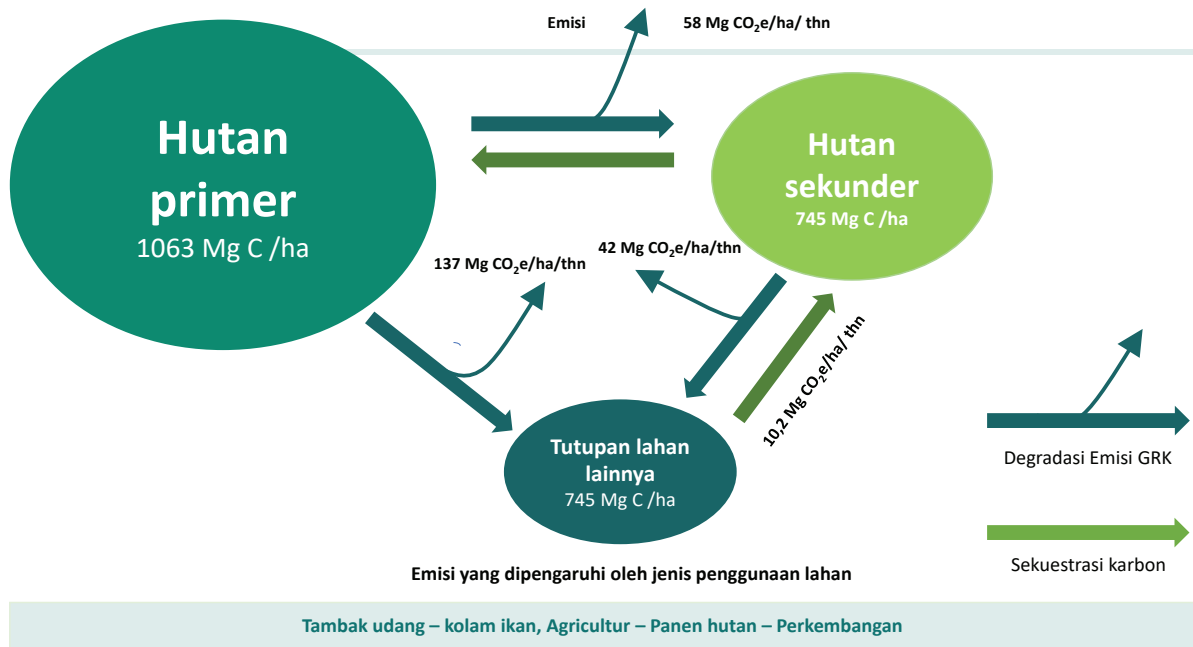 Emisi
58 Mg CO₂e/ha/ thn
Hutan
primer
1063 Mg C /ha
Hutan
sekunder
745 Mg C /ha
137 Mg CO₂e/ha/thn
42 Mg CO₂e/ha/thn
10,2 Mg CO₂e/ha/ thn
Tutupan lahan
lainnya
745 Mg C /ha
Degradasi Emisi GRK
Sekuestrasi karbon
Emisi yang dipengaruhi oleh jenis penggunaan lahan
Tambak udang – kolam ikan, Agricultur – Panen hutan – Perkembangan